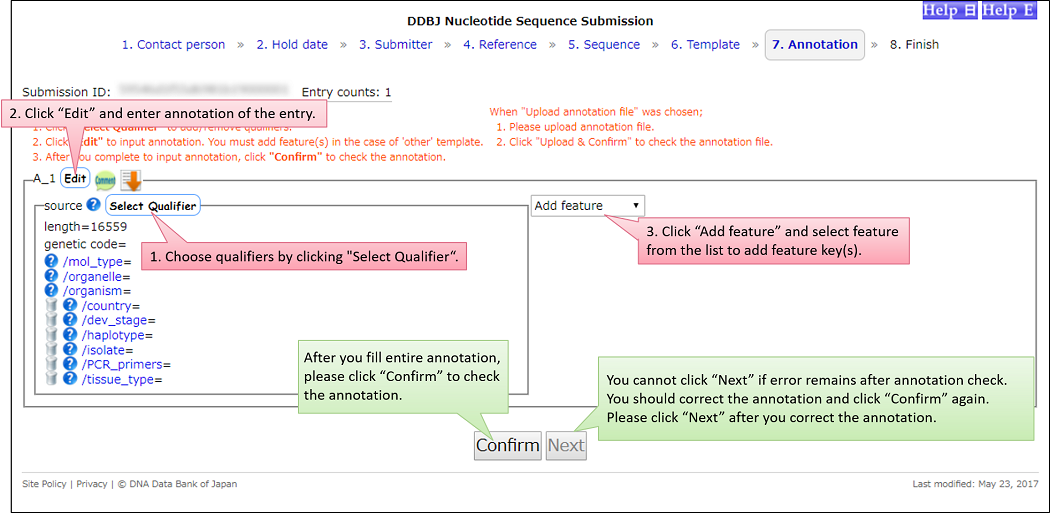 Help 日 Help E
DDBJ Nucleotide Sequence Submission
1. Contact person » 2. Hold date » 3. Submitter » 4. Reference » 5. Sequence » 6. Template » 7. Annotation » 8. Finish
Submission ID: Entry counts: 1
2. Click “Edit” and enter annotation of the entry.
When "Upload annotation file" was chosen;
1. Click "Select Qualifier" to add/remove qualifiers.
1. Please upload annotation file.
2. Click "Edit" to input annotation. You must add feature(s) in the case of 'other' template.
2. Click "Upload & Confirm" to check the annotation file.
3. After you complete to input annotation, click "Confirm" to check the annotation.
A_1 Edit Comment
source ? Select Qualifier
Add feature ▼
length=16559
genetic code=
? /mol_type=
? /organelle=
? /organism=
? /country=
? /dev_stage=
? /haplotype=
? /isolate=
? /PCR_primers=
? /tissue_type=
1. Choose qualifiers by clicking "Select Qualifier“.
3. Click “Add feature” and select feature
from the list to add feature key(s).
After you fill entire annotation,
please click “Confirm” to check
the annotation.
You cannot click “Next” if error remains after annotation check.
You should correct the annotation and click “Confirm” again.
Please click “Next” after you correct the annotation.
Confirm Next
Site Policy | Privacy | © DNA Data Bank of Japan
Last modified: May 23, 2017